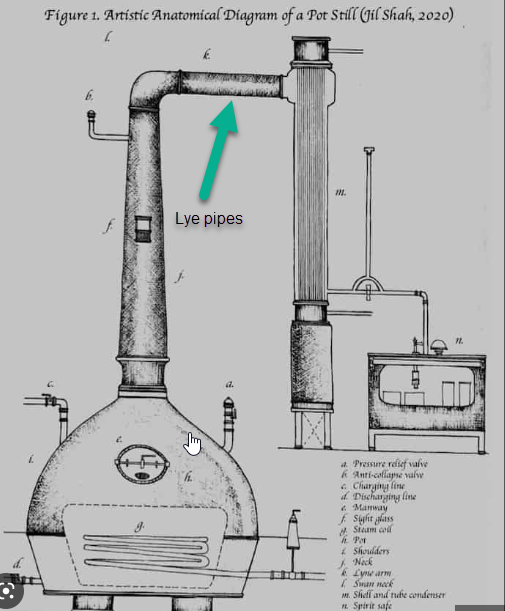 Figure 1. Artistic Anatomical Diagram of a Pot Still (Jil Shah, 2020)
l.
k.
b.
Lye pipes
m.
f.
j.
n.
c.
a.
e.
i.
h.
g.
d.
a. Pressure relief valve
b. Anti-collapse valve
c. Charging line
d. Discharging line
e. Manway
f. Sight glass
g. Steam coil
h. Pot
i. Shoulders
j. Neck
k. Lyne arm
l. Swan neck
m. Shell and tube condenser
n. Spirit safe